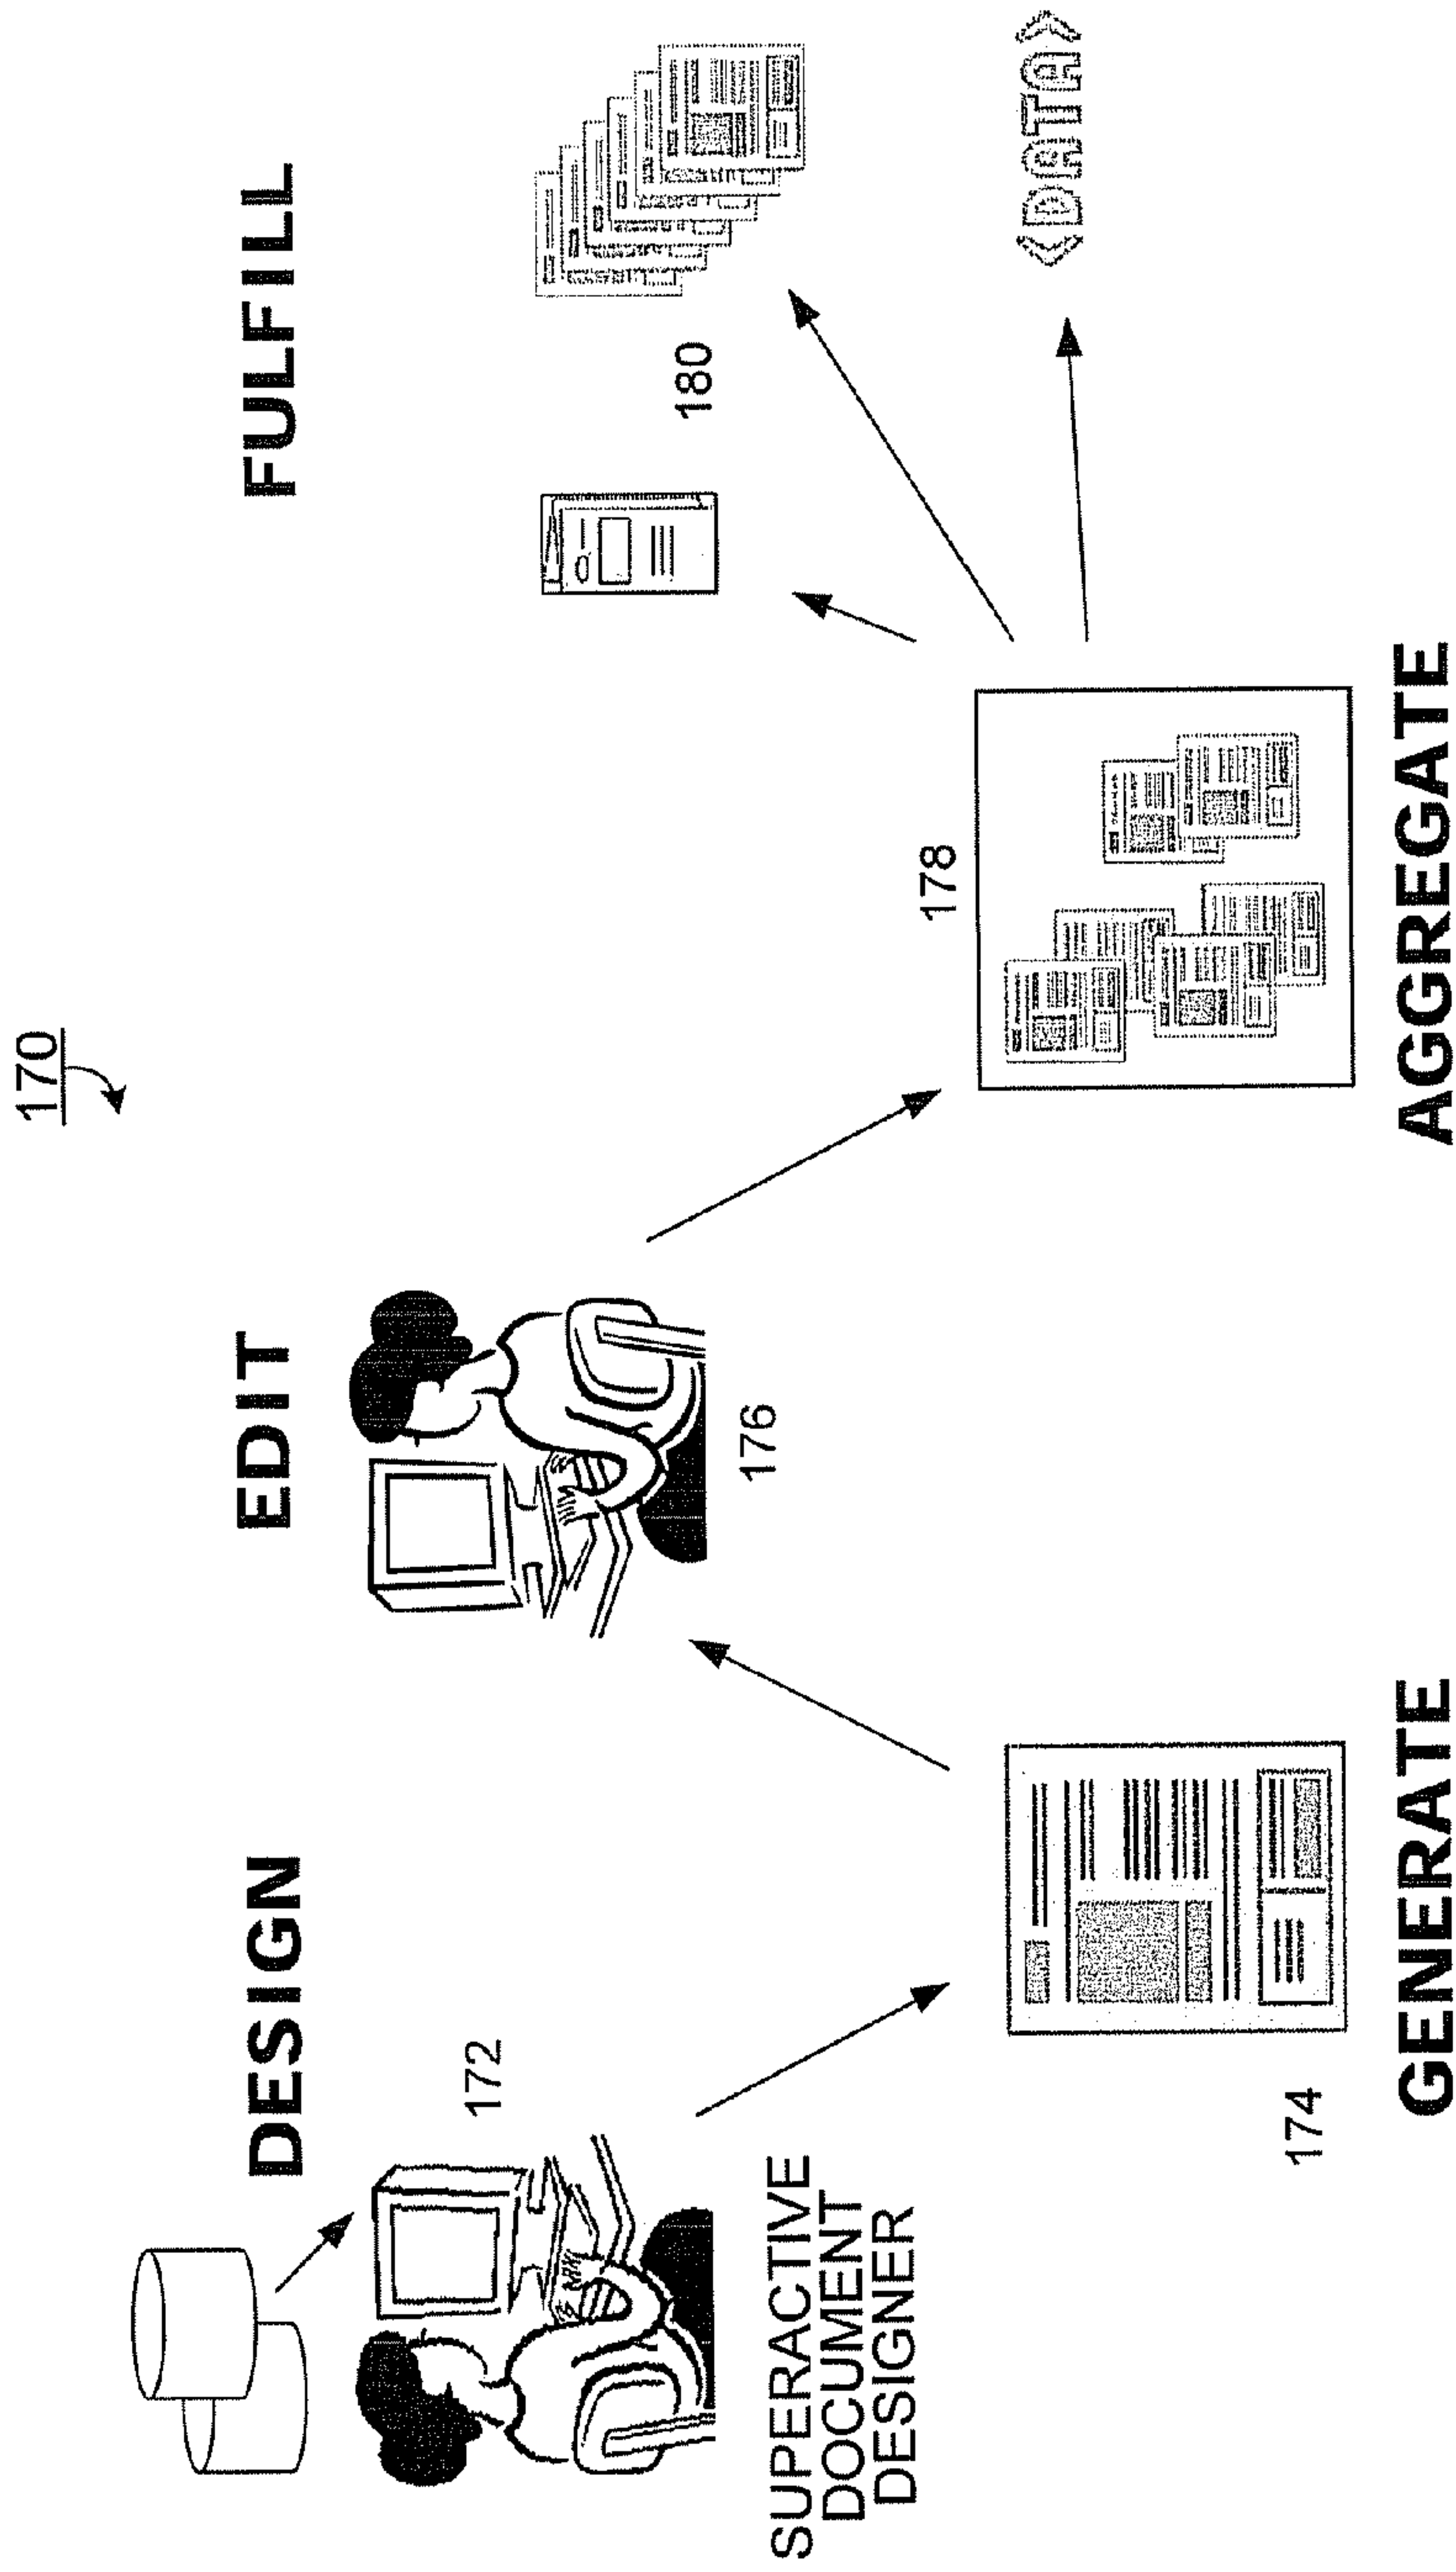 170
DESIGN
EDIT
FULFILL
172
SUPERACTIVE
DOCUMENT
DESIGNER
176
180
178
<DATA>
174
GENERATE
AGGREGATE